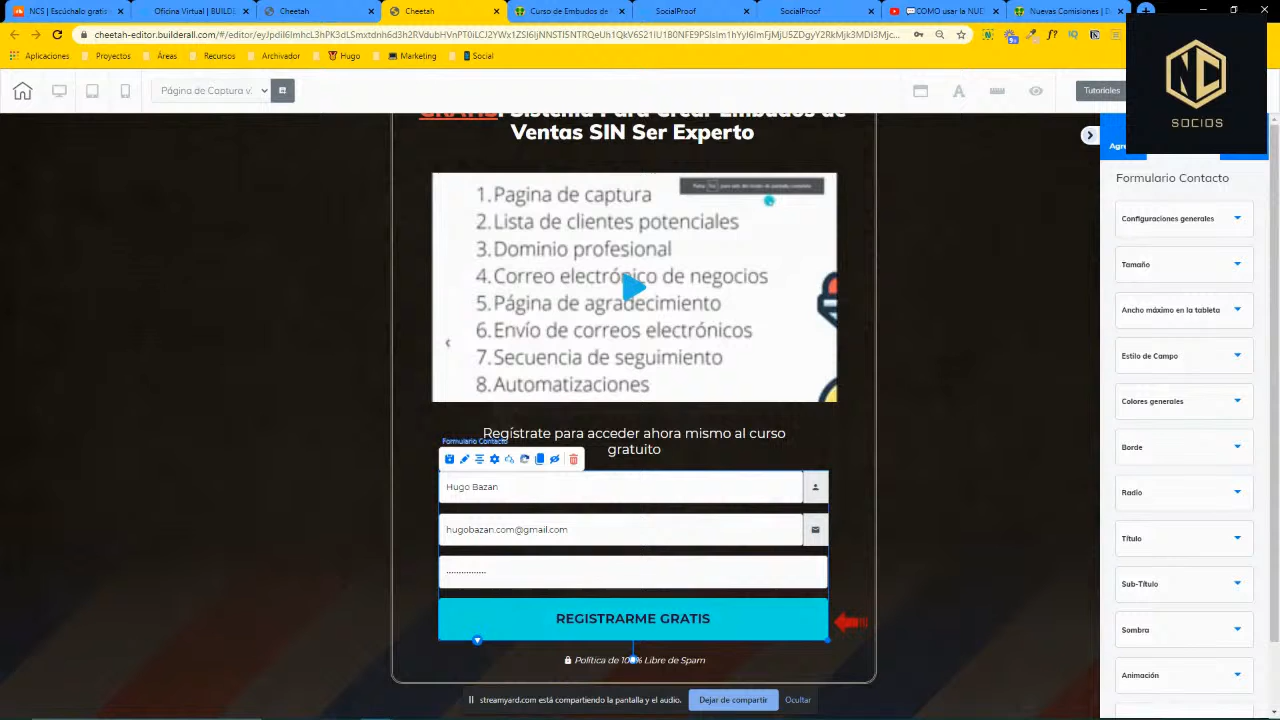 NCS | Escúchalo gratis
Oficina Virtual | BUILDE
Cheetah
Cheetah
Curso de Embudos de
SocialProof
SocialProof
COMO usar la NUE
Nuevas Comisiones | D
Aplicaciones
Proyectos
Áreas
Recursos
Archivador
Hugo
Marketing
Social
Página de Captura v.
Tutoriales
NC
SOCIOS
GRATIS: Sistema Para Crear Embudos de
Ventas SIN Ser Experto
1. Pagina de captura
2. Lista de clientes potenciales
3. Dominio profesional
4. Correo electrónico de negocios
5. Página de agradecimiento
6. Envío de correos electrónicos
7. Secuencia de seguimiento
8. Automatizaciones
Regístrate para acceder ahora mismo al curso
gratuito
Formulario Contacto
Hugo Bazan
hugobazan.com@gmail.com
REGISTRARME GRATIS
Política de 100% Libre de Spam
streamyard.com está compartiendo la pantalla y el audio.
Dejar de compartir
Ocultar
Formulario Contacto
Configuraciones generales
Tamaño
Ancho máximo en la tableta
Estilo de Campo
Colores generales
Borde
Radio
Título
Sub-Título
Sombra
Animación